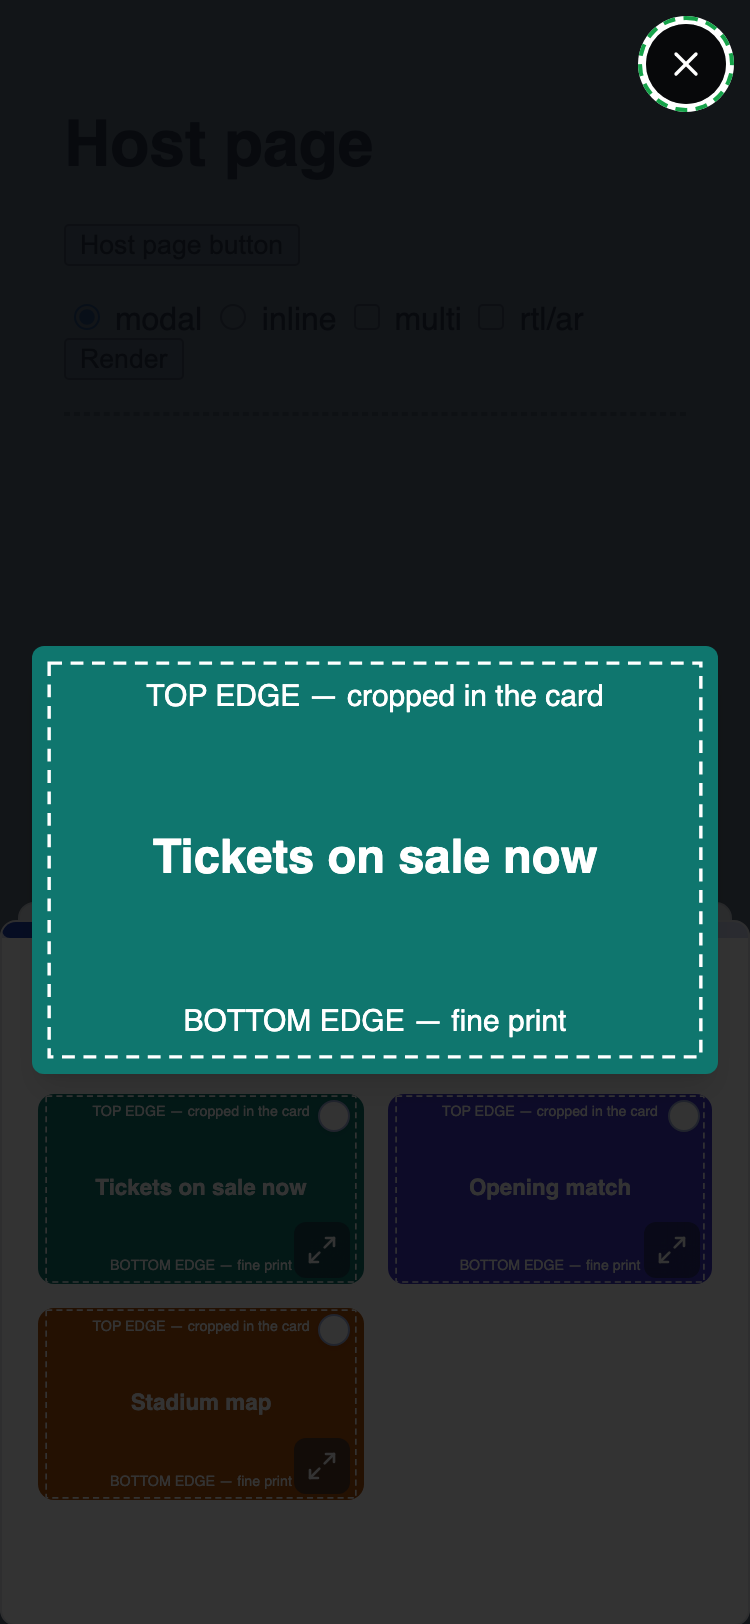 Host page
Host page button
modal inline multi rtl/ar
Render
TOP EDGE — cropped in the card
Tickets on sale now
BOTTOM EDGE — fine print
TOP EDGE — cropped in the card
Tickets on sale now
BOTTOM EDGE — fine print
TOP EDGE — cropped in the card
Opening match
BOTTOM EDGE — fine print
TOP EDGE — cropped in the card
Stadium map
BOTTOM EDGE — fine print